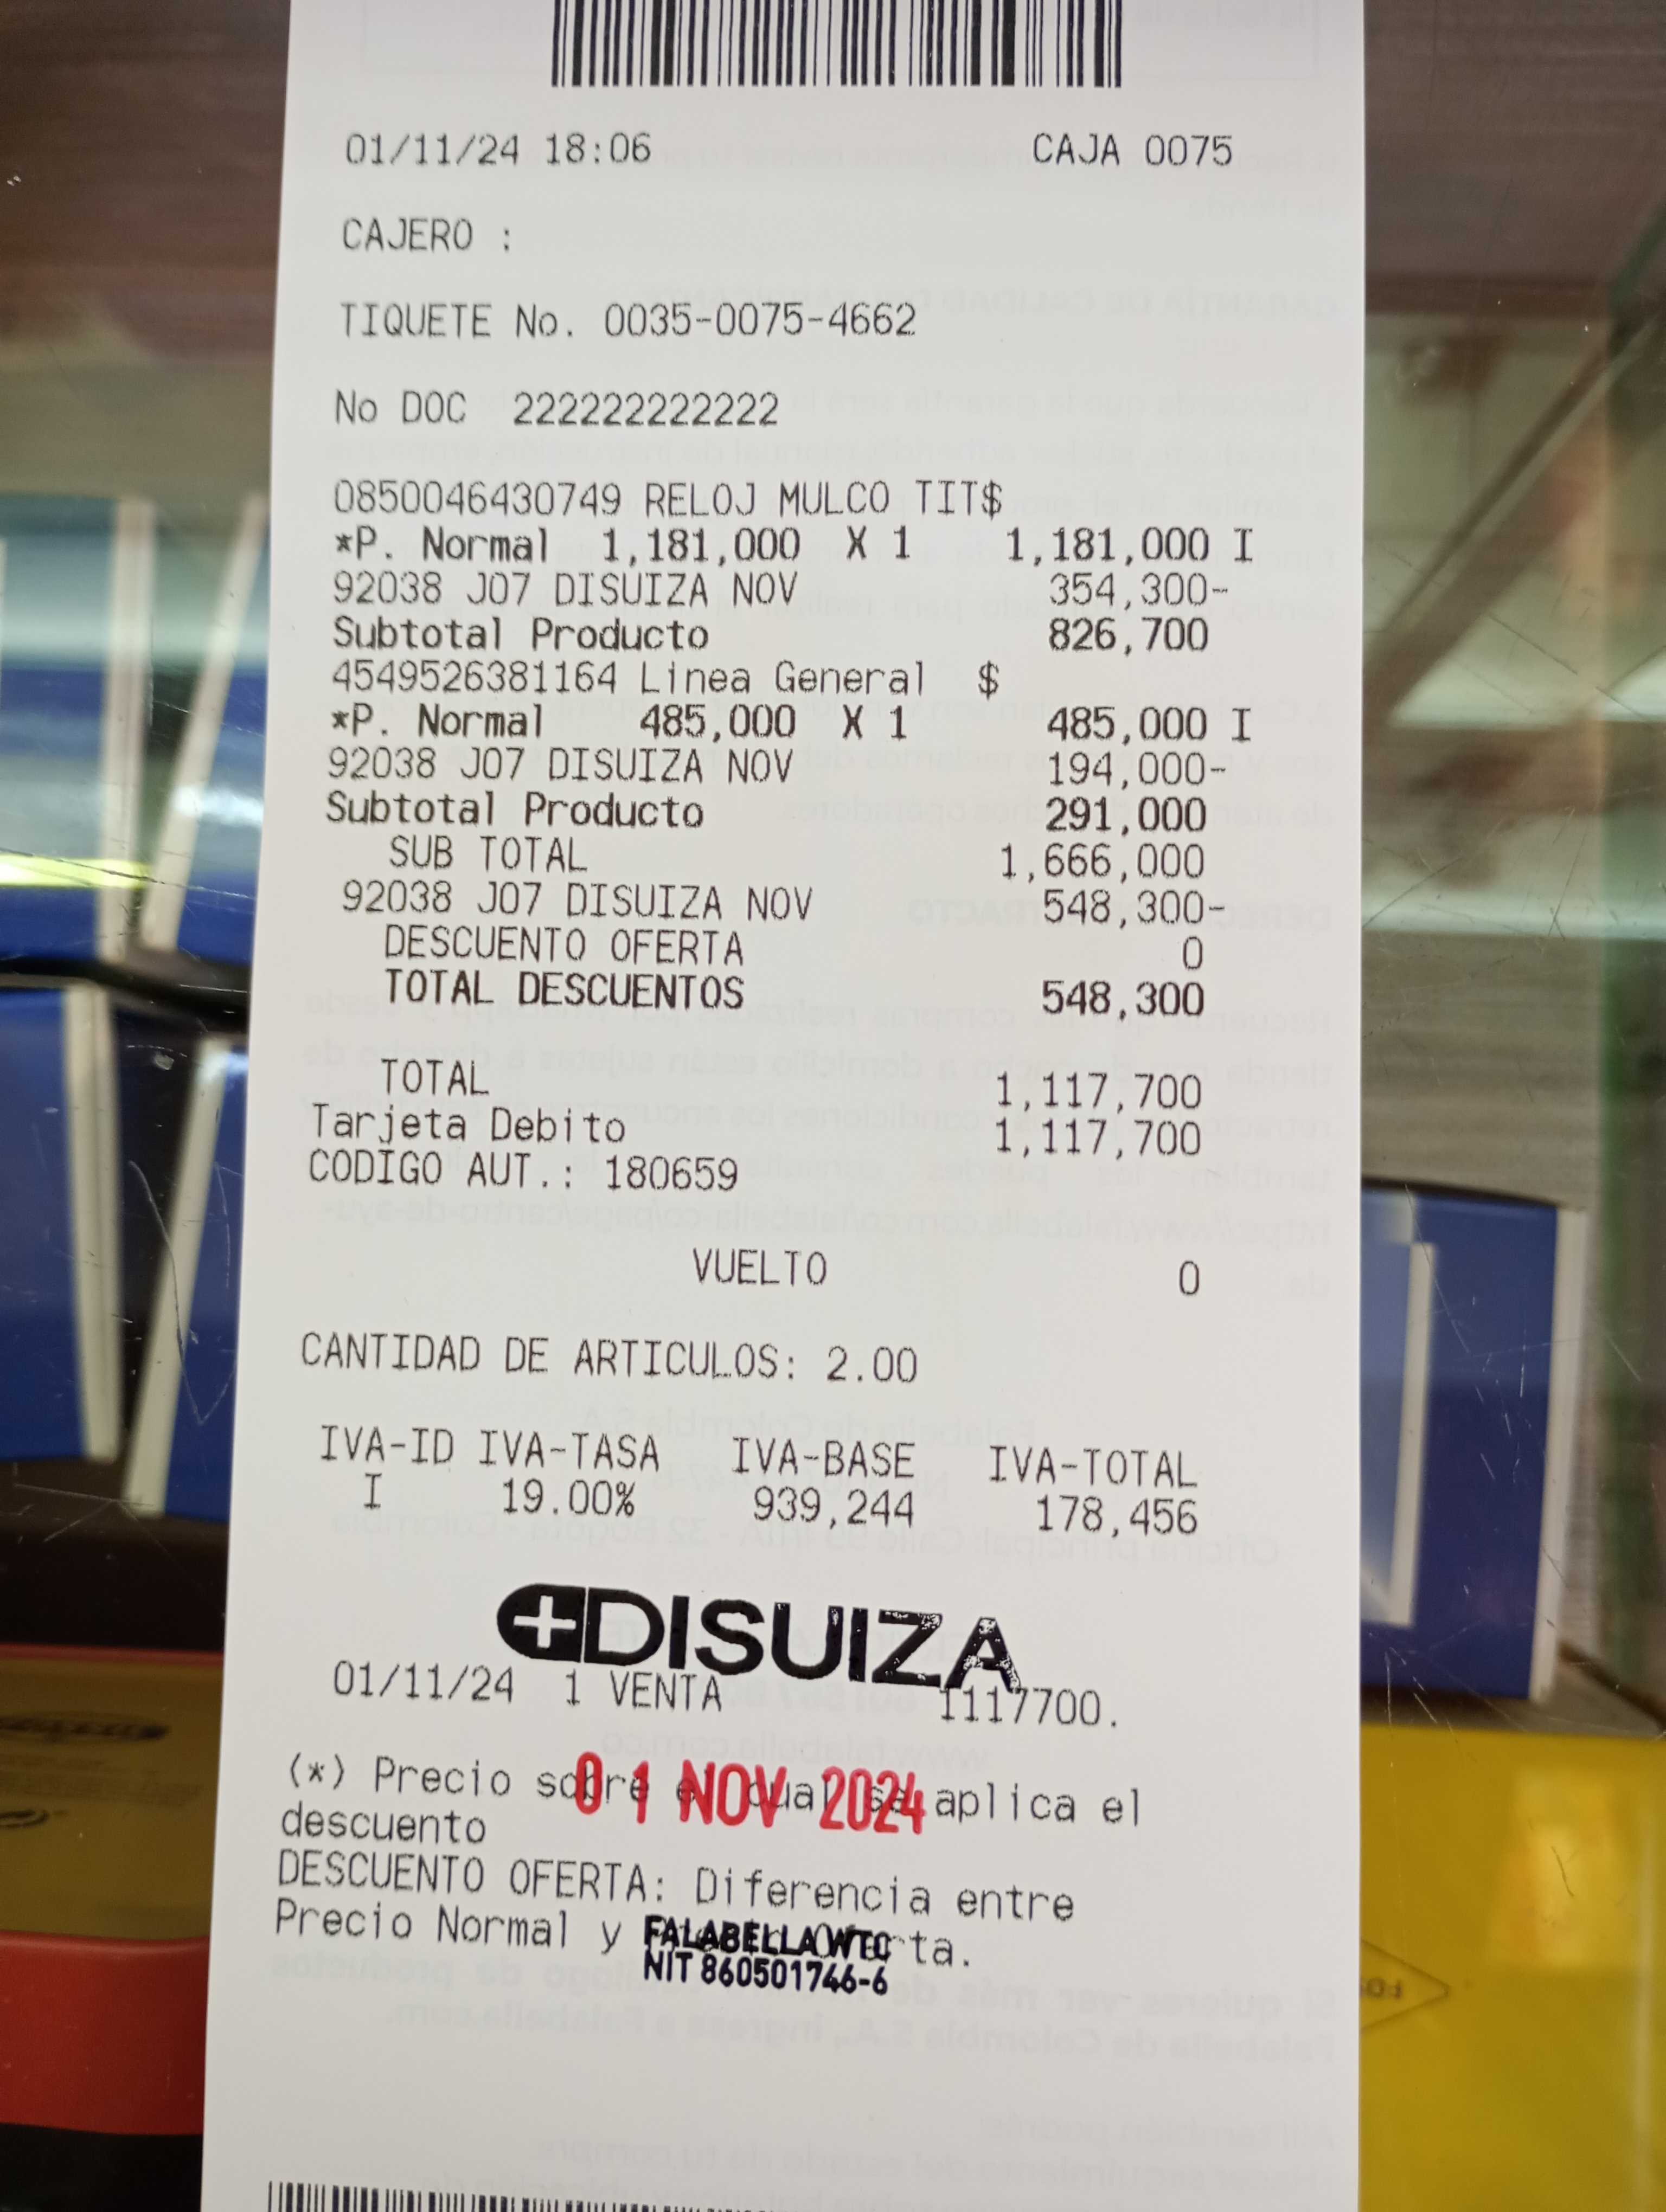 01/11/24 18:06 CAJA 0075
CAJERO :
TIQUETE No. 0035-0075-4662
No DOC 222222222222
0850046430749 RELOJ MULCO TIT$
*P. Normal 1,181,000 X 1 1,181,000 I
92038 J07 DISUIZA NOV 354,300-
Subtotal Producto 826,700
4549526381164 Linea General $
*P. Normal 485,000 X 1 485,000 I
92038 J07 DISUIZA NOV 194,000-
Subtotal Producto 291,000
SUB TOTAL 1,666,000
92038 J07 DISUIZA NOV 548,300-
DESCUENTO OFERTA 0
TOTAL DESCUENTOS 548,300
TOTAL 1,117,700
Tarjeta Debito 1,117,700
CODIGO AUT.: 180659
VUELTO 0
CANTIDAD DE ARTICULOS: 2.00
IVA-ID IVA-TASA IVA-BASE IVA-TOTAL
I 19.00% 939,244 178,456
DISUIZA
01/11/24 1 VENTA 1117700.
(*) Precio sobre el cual se aplica el
01 NOV 2024
descuento
DESCUENTO OFERTA: Diferencia entre
Precio Normal y
FALABELLA WTC
NIT 860501746-6